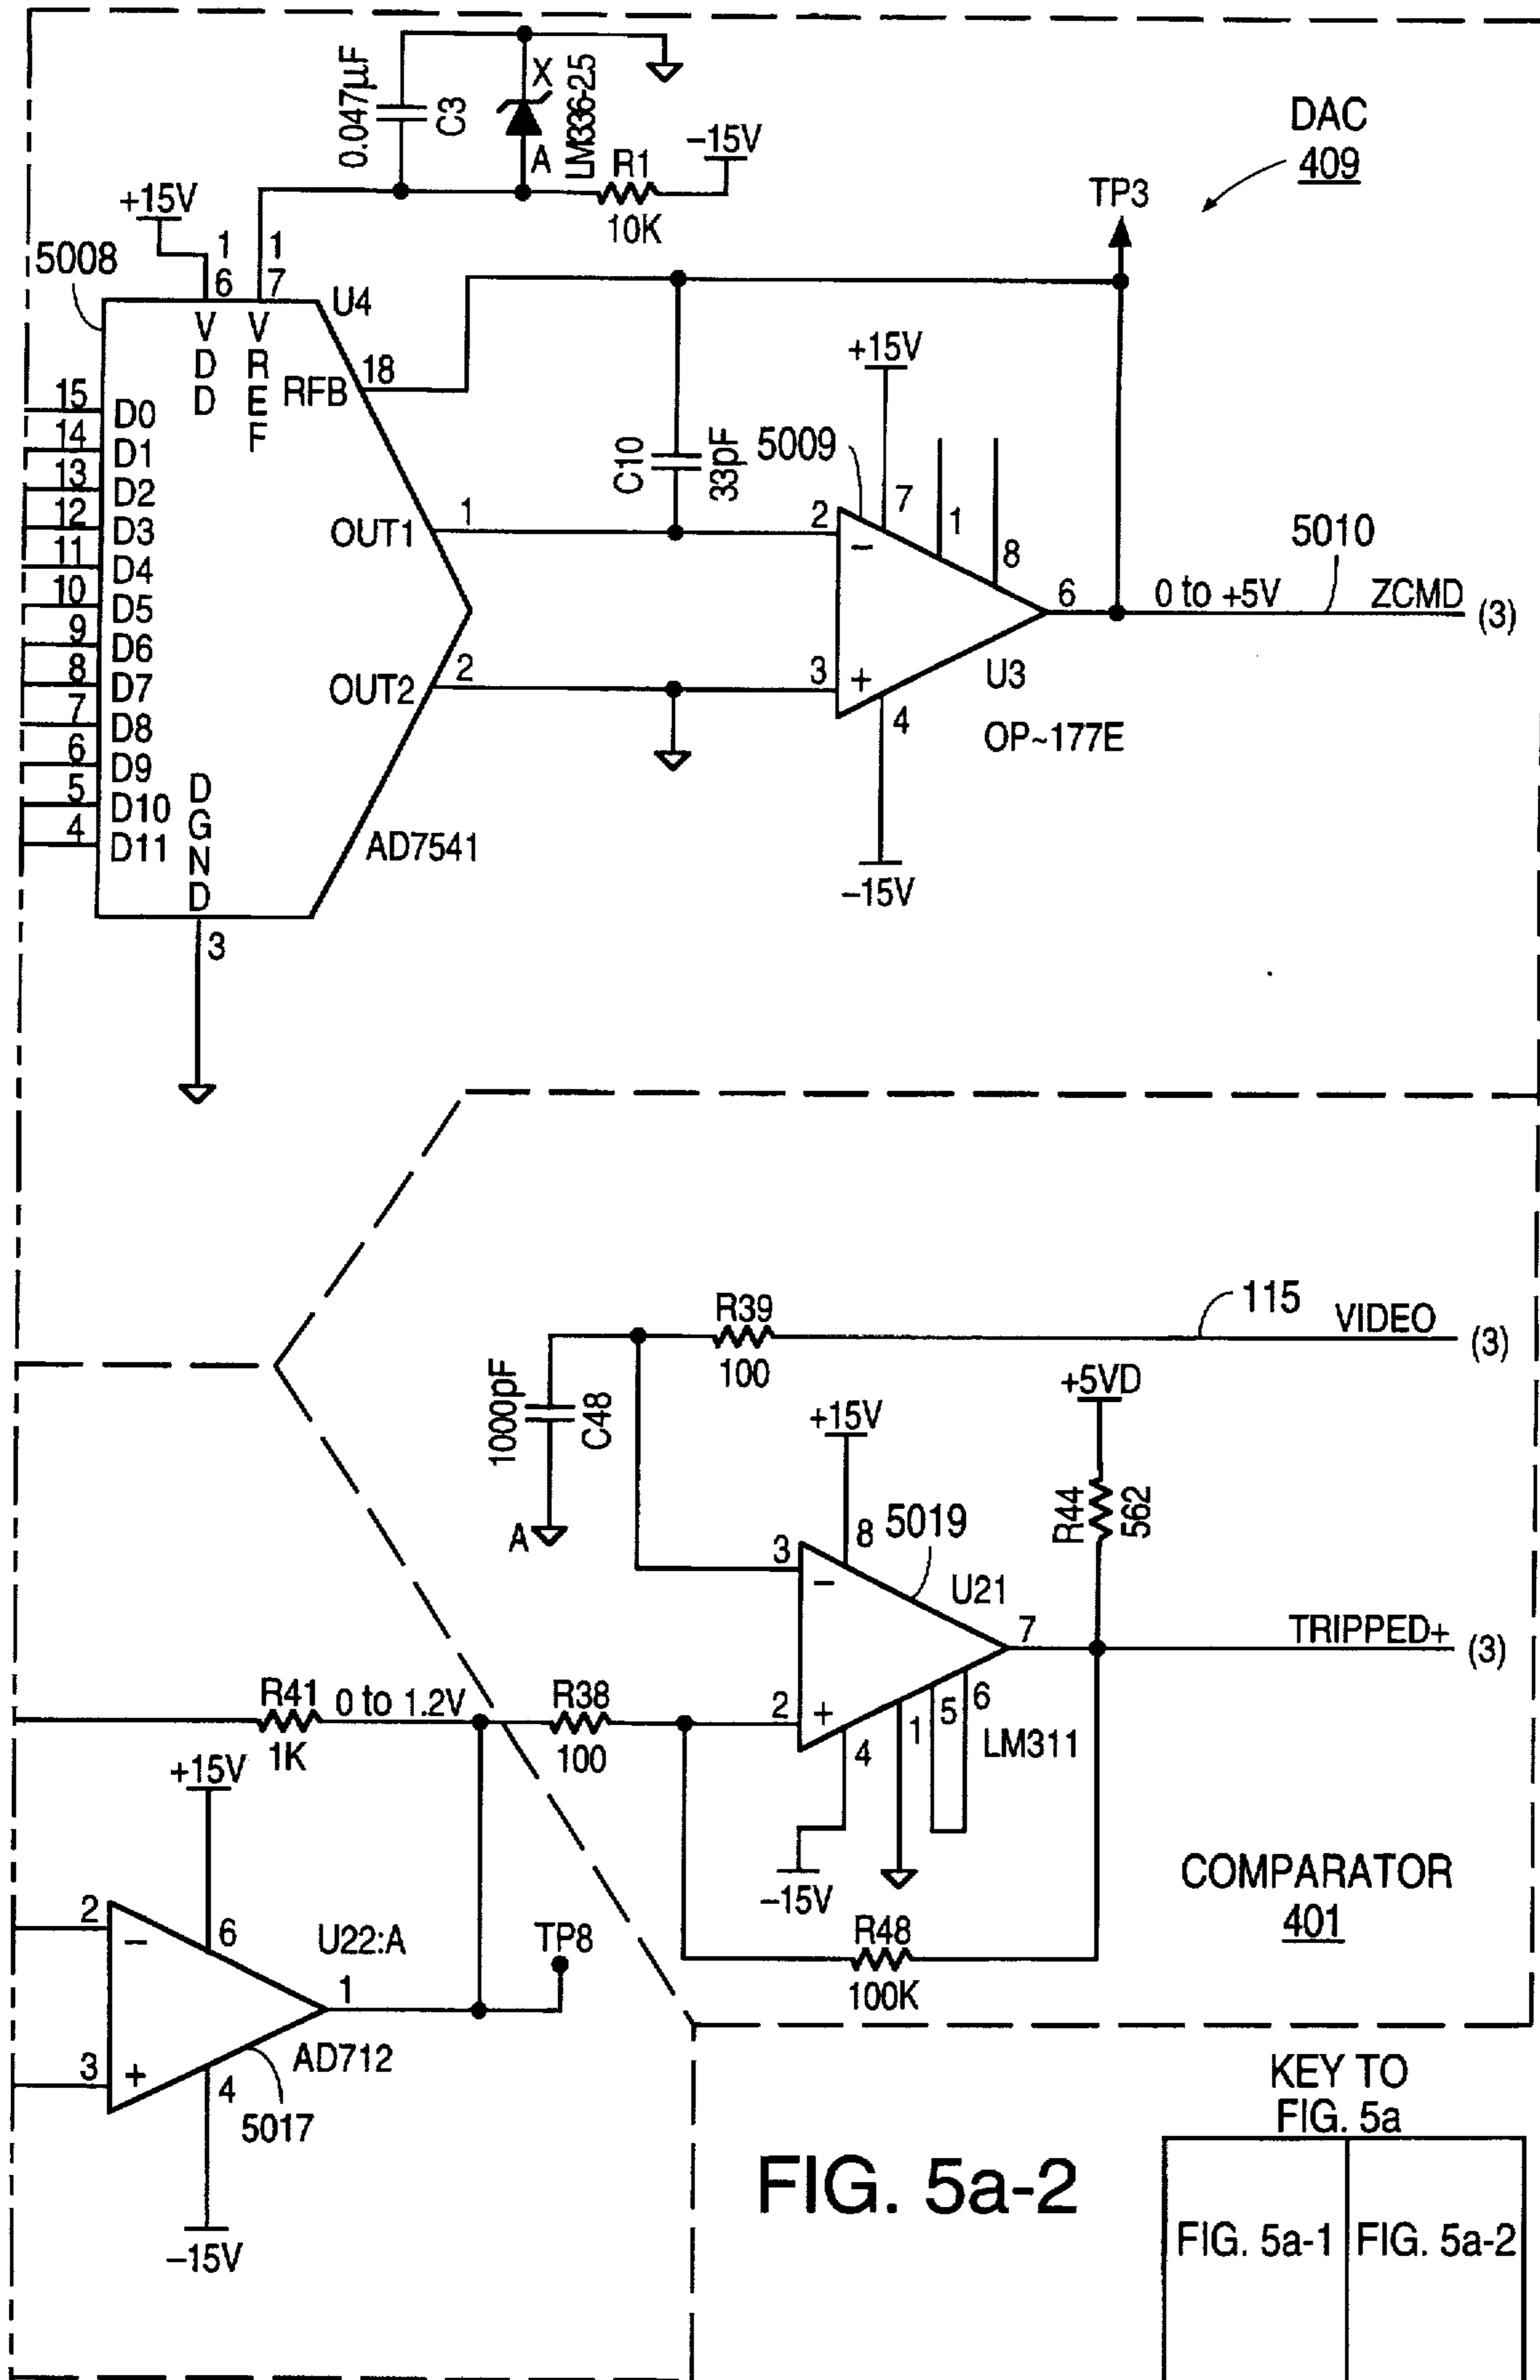 0.047µF
C3
X
A
LM336-2.5
R1
10K
-15V
DAC
409
TP3
+15V
5008
1
6
1
7
U4
VDD
VREF
RFB
18
15 D0
14 D1
13 D2
12 D3
11 D4
10 D5
9 D6
8 D7
7 D8
6 D9
5 D10
4 D11
DGND
3
OUT1
1
OUT2
2
AD7541
C10
33pF
5009
+15V
7
1
8
2
−
3
+
6
4
U3
OP~177E
-15V
0 to +5V
5010
ZCMD (3)
R39
100
115
VIDEO (3)
1000pF
C48
A
+15V
8
5019
+5VD
R44
562
3
−
U21
7
TRIPPED+ (3)
R41
1K
0 to 1.2V
R38
100
2
+
4
1
5
6
LM311
-15V
R48
100K
COMPARATOR
401
+15V
2
−
6
U22:A
1
TP8
3
+
4
AD712
5017
-15V
FIG. 5a-2
KEY TO
FIG. 5a
FIG. 5a-1
FIG. 5a-2